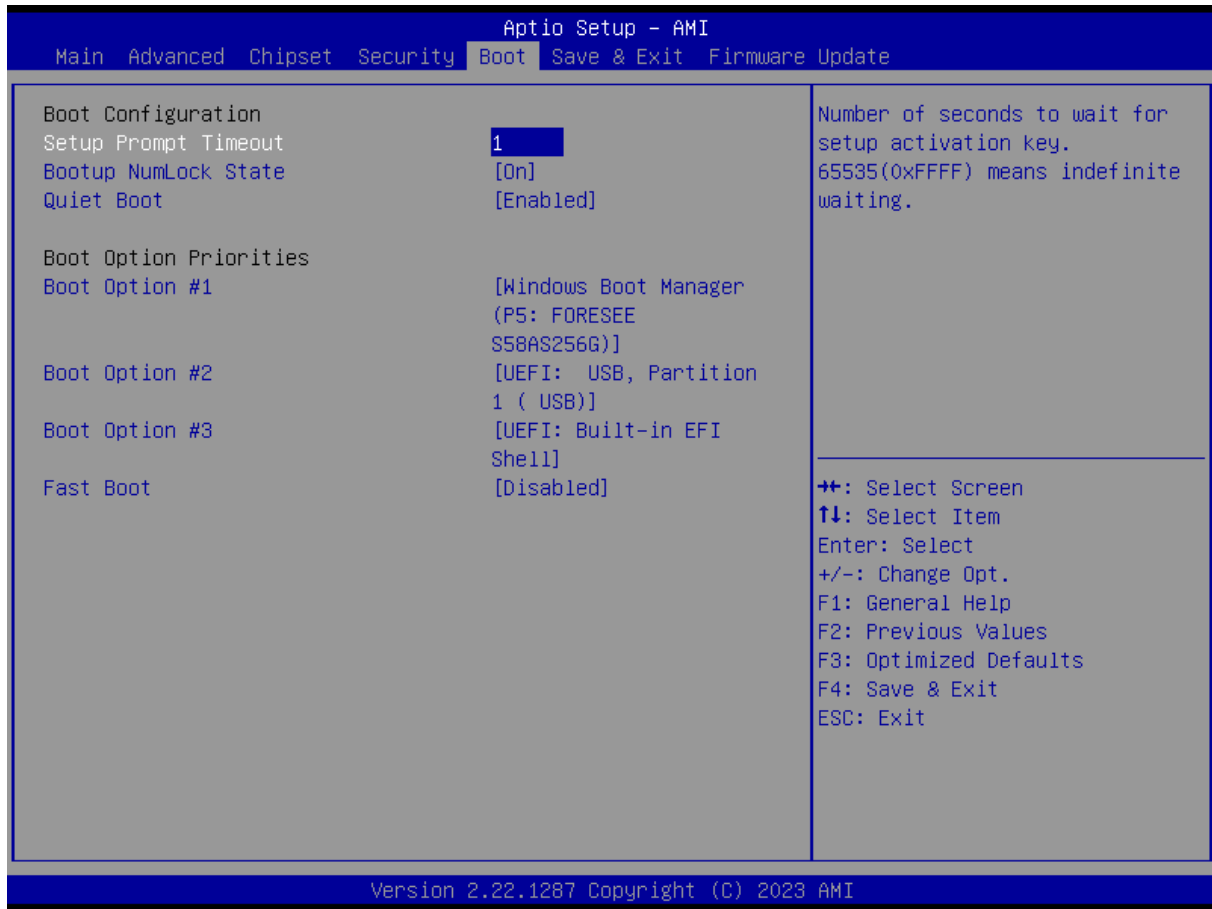 Aptio Setup – AMI
Main Advanced Chipset Security Boot Save & Exit Firmware Update
Boot Configuration
Setup Prompt Timeout 1
Bootup NumLock State [On]
Quiet Boot [Enabled]
Boot Option Priorities
Boot Option #1 [Windows Boot Manager
(P5: FORESEE
S58AS256G)]
Boot Option #2 [UEFI:  USB, Partition
1 ( USB)]
Boot Option #3 [UEFI: Built-in EFI
Shell]
Fast Boot [Disabled]
Number of seconds to wait for
setup activation key.
65535(0xFFFF) means indefinite
waiting.
→←: Select Screen
↑↓: Select Item
Enter: Select
+/-: Change Opt.
F1: General Help
F2: Previous Values
F3: Optimized Defaults
F4: Save & Exit
ESC: Exit
Version 2.22.1287 Copyright (C) 2023 AMI